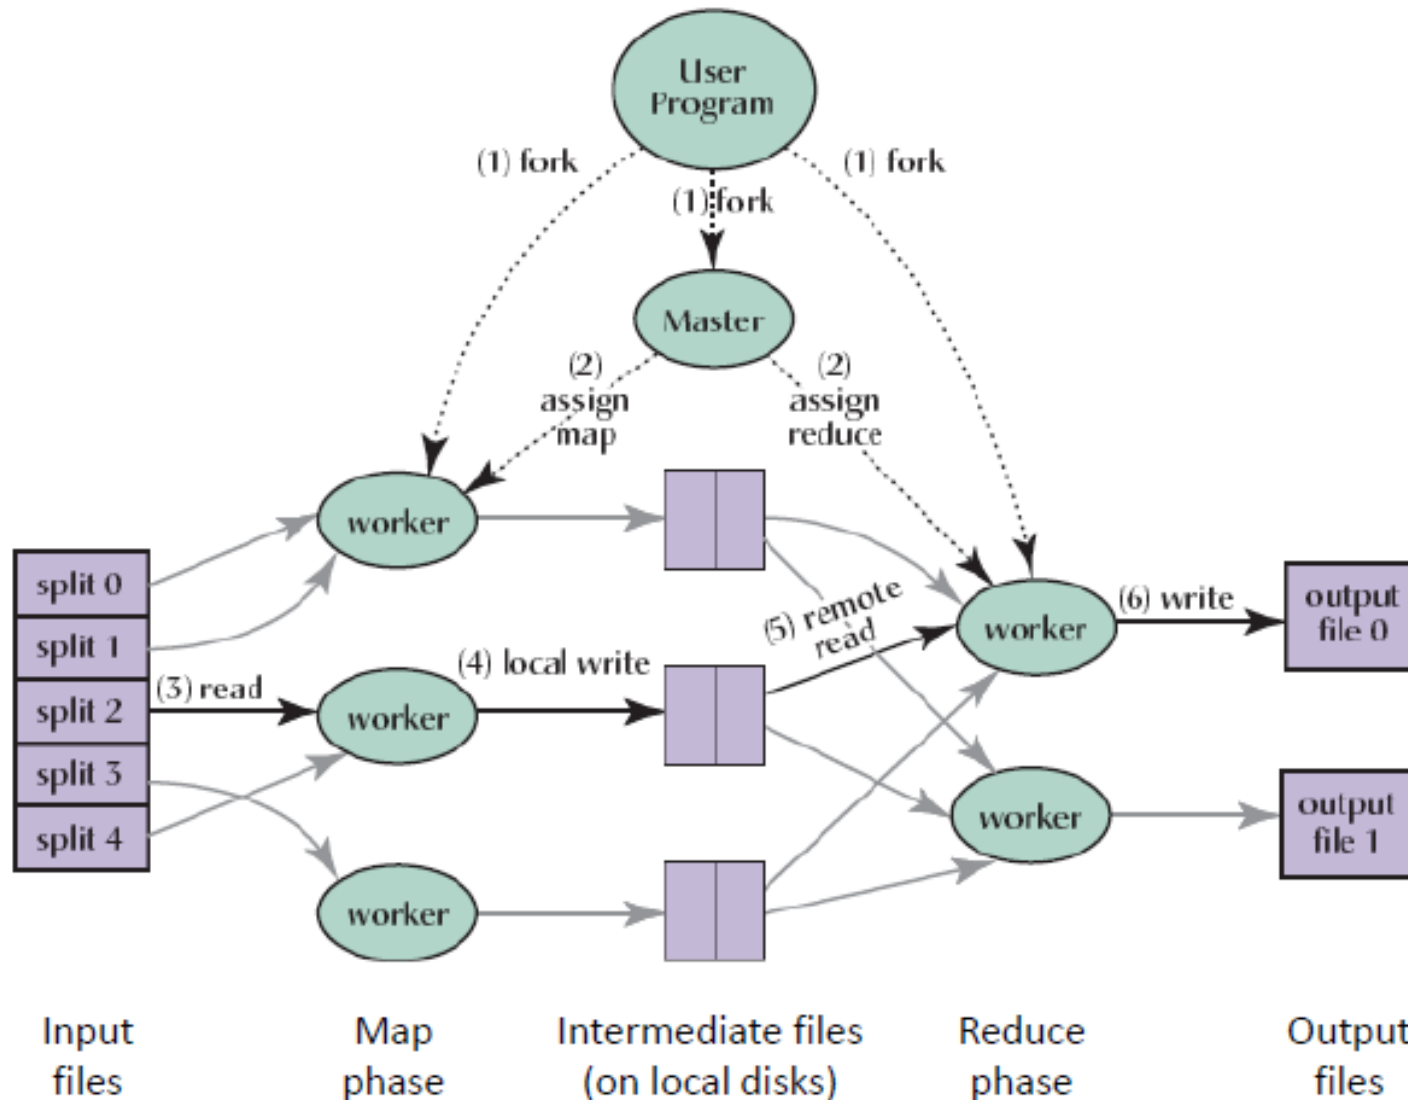 User
Program
(1) fork
(1) fork
(1) fork
Master
(2)
assign
map
(2)
assign
reduce
worker
split 0
split 1
split 2
split 3
split 4
(3) read
worker
(4) local write
(5) remote
read
worker
(6) write
output
file 0
worker
output
file 1
worker
Input
files
Map
phase
Intermediate files
(on local disks)
Reduce
phase
Output
files